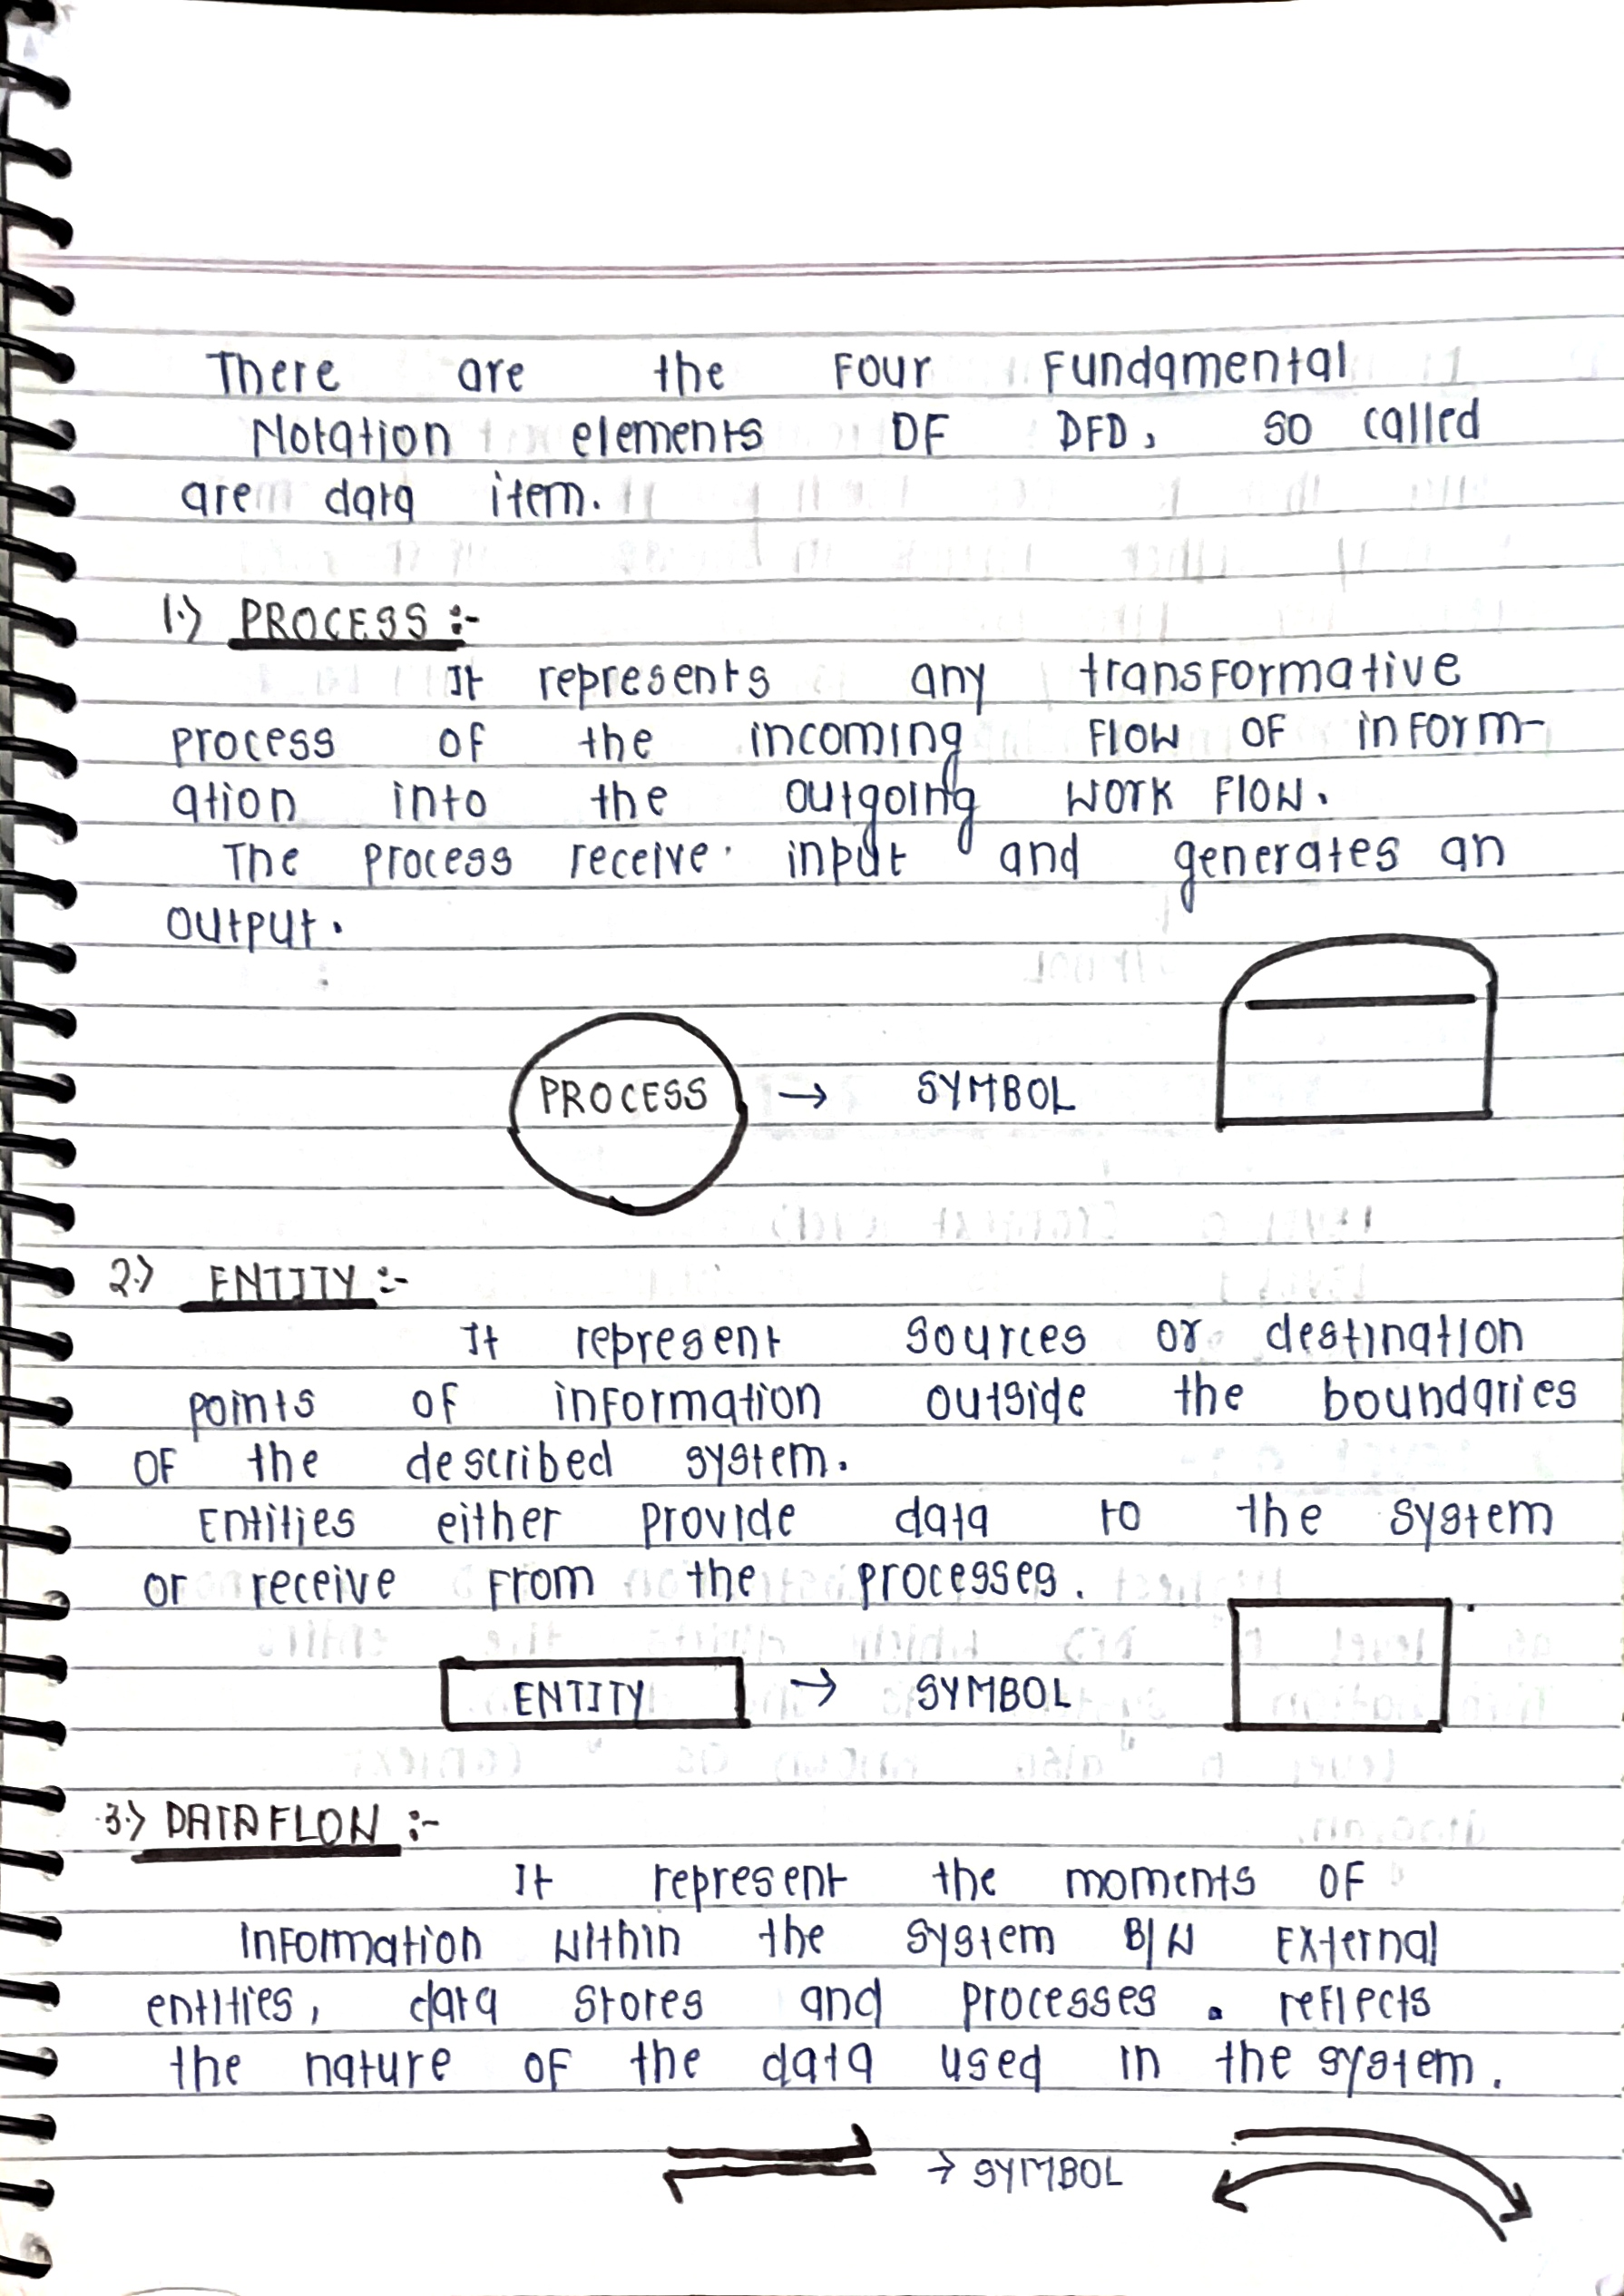 There are the Four Fundamental
Notation elements OF DFD, so called
are data item.
1.) PROCESS :-
It represents any transformative
process of the incoming flow of inform-
ation into the outgoing work flow.
The process receive input and generates an
output.
PROCESS → SYMBOL
2.) ENTITY :-
It represent sources or destination
points of information outside the boundaries
of the described system.
Entities either provide data to the system
or receive from the processes.
ENTITY → SYMBOL
3.) DATA FLOW :-
It represent the moments of
information within the system B/W External
entities, data stores and processes . reflects
the nature of the data used in the system.
→ SYMBOL